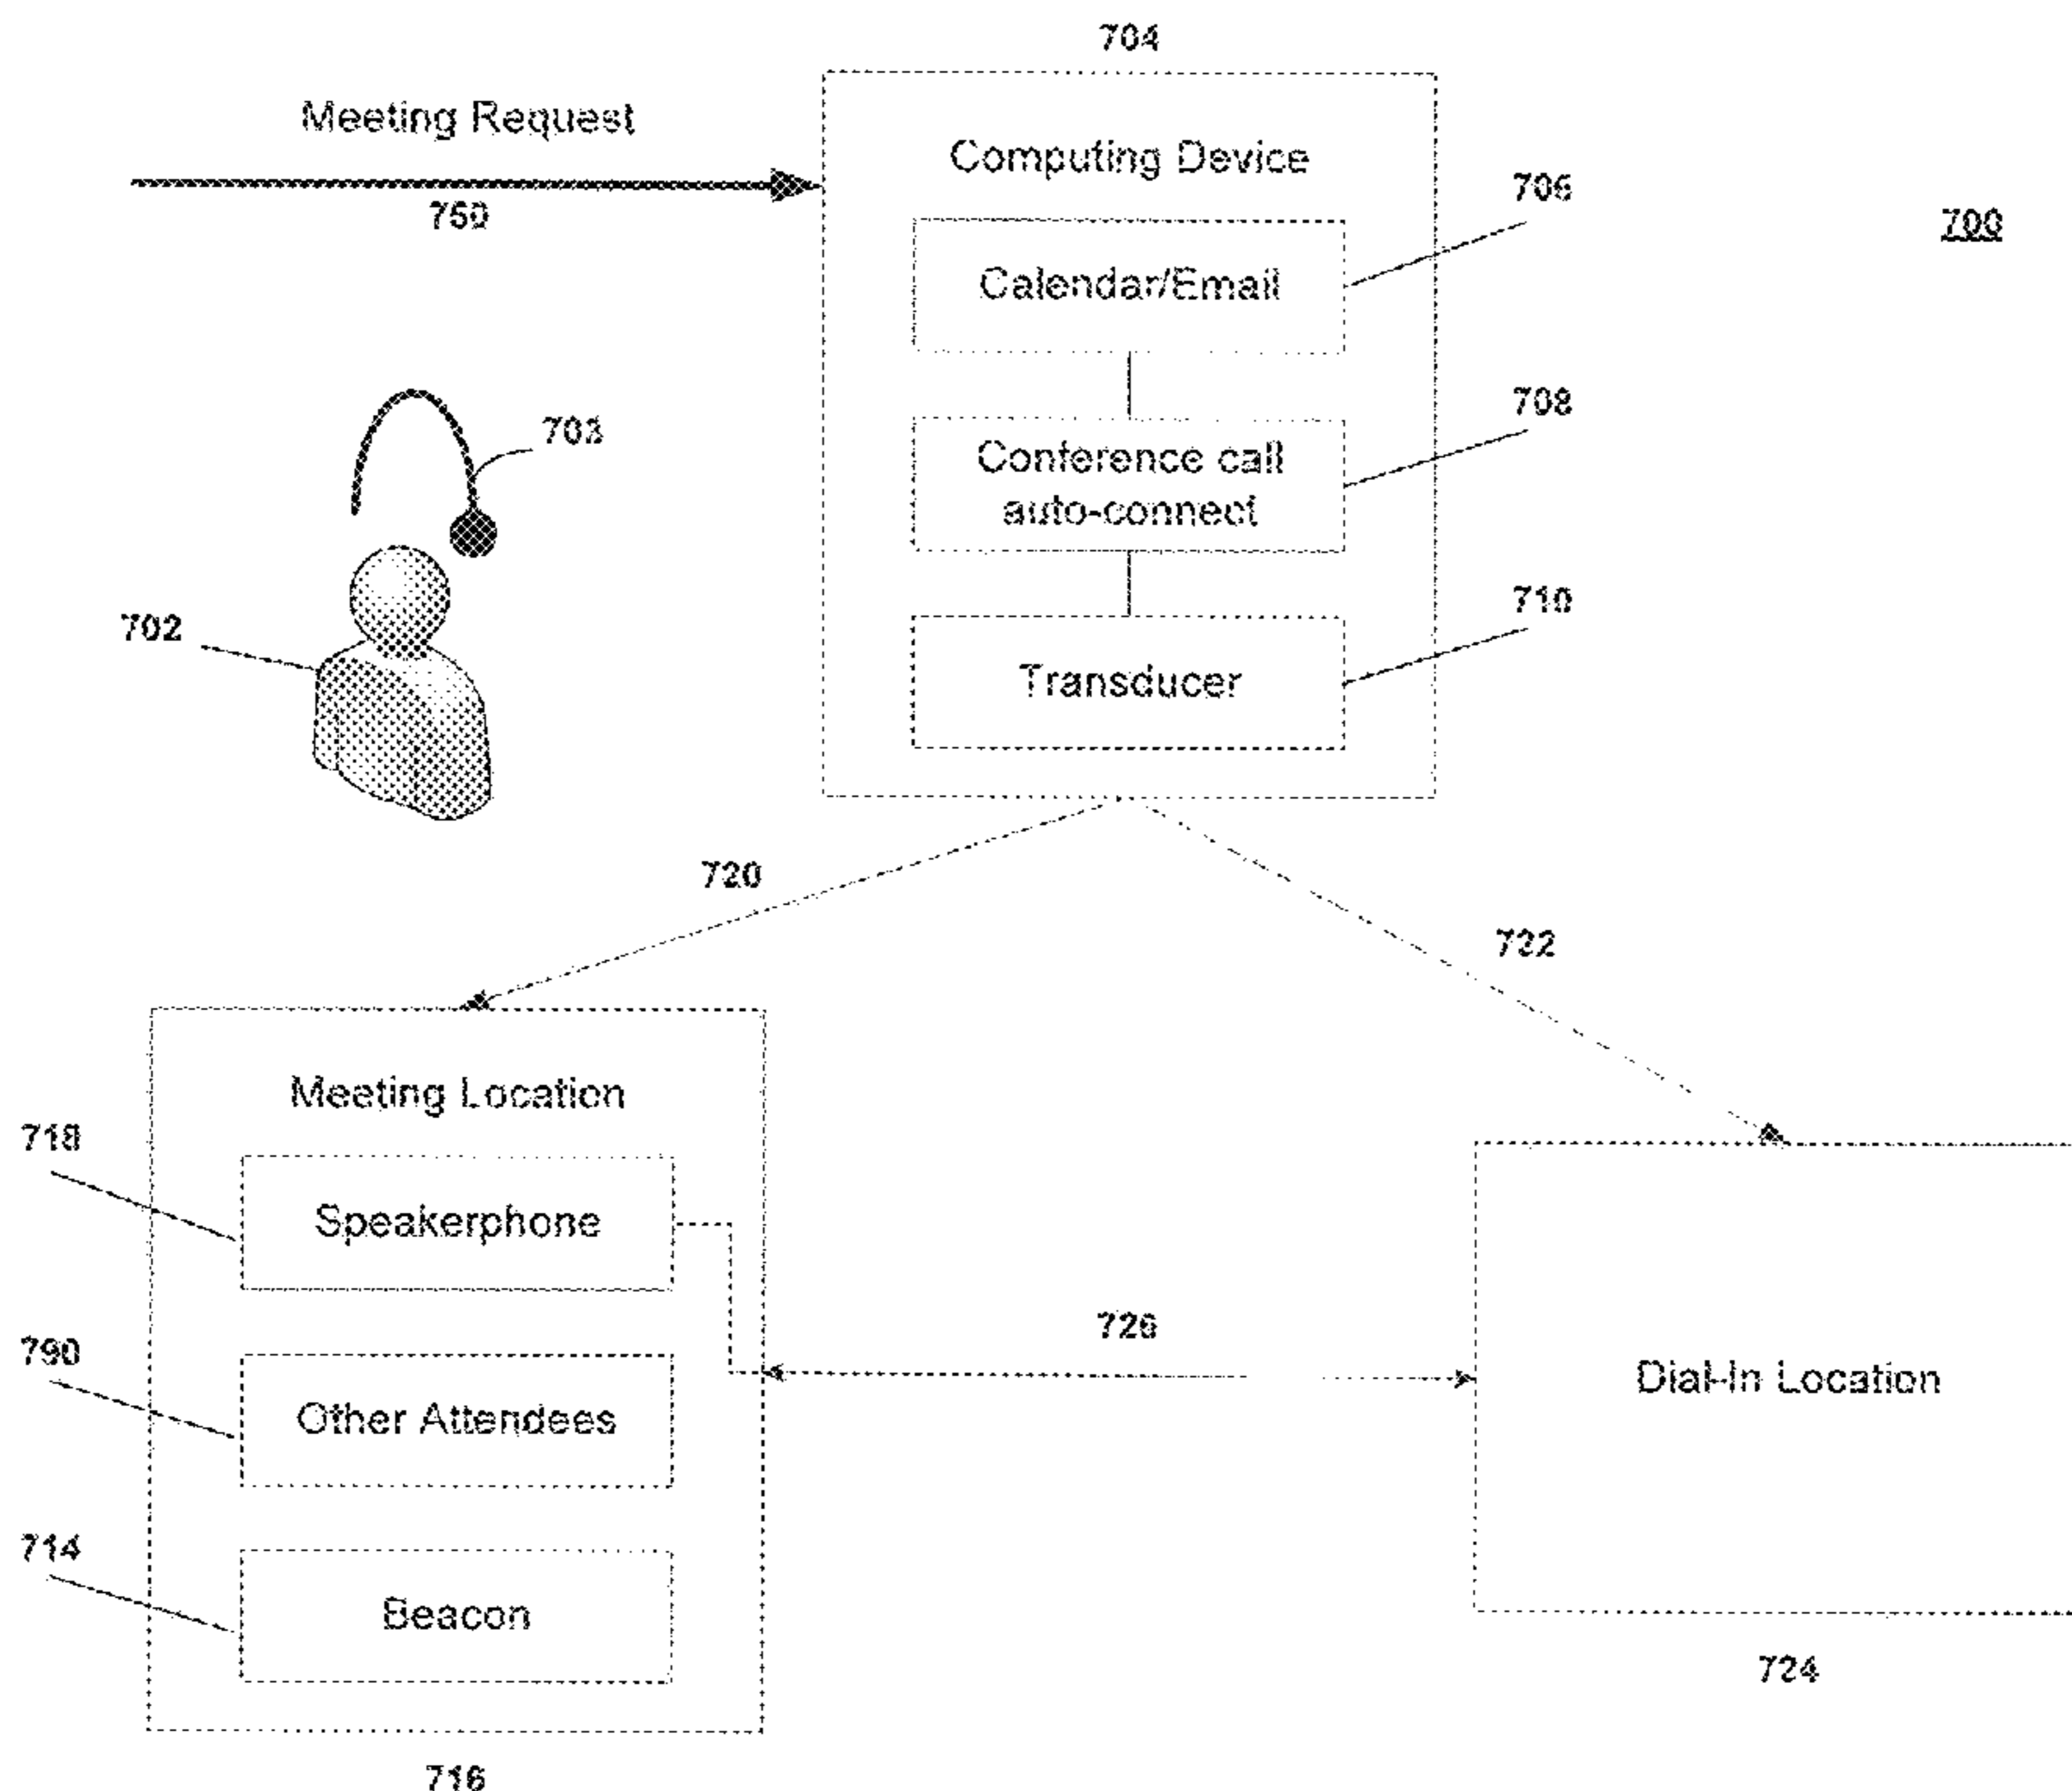 704
Meeting Request
750
Computing Device
706
700
Calendar/Email
708
703
Conference call
auto-connect
710
702
Transducer
720
722
Meeting Location
718
Speakerphone
726
790
Dial-In Location
Other Attendees
714
Beacon
724
716